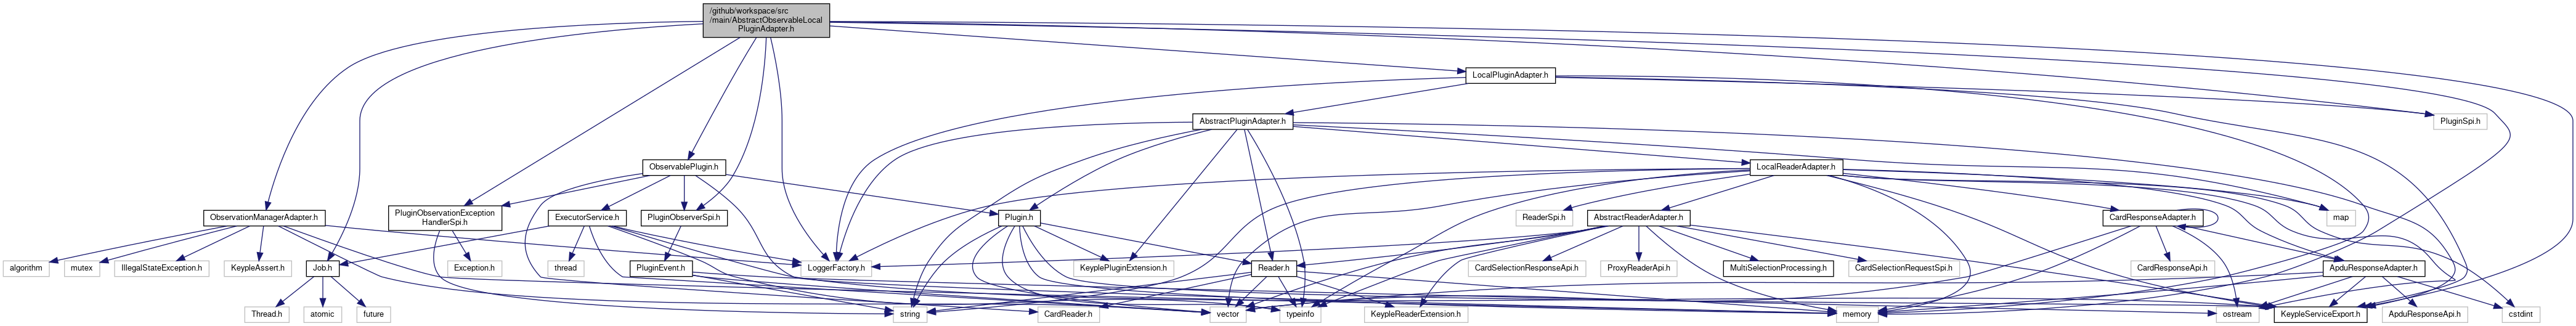 /github/workspace/src
/main/AbstractObservableLocal
PluginAdapter.h
LocalPluginAdapter.h
AbstractPluginAdapter.h
PluginSpi.h
ObservablePlugin.h
LocalReaderAdapter.h
ObservationManagerAdapter.h
PluginObservationException
HandlerSpi.h
ExecutorService.h
PluginObserverSpi.h
Plugin.h
ReaderSpi.h
AbstractReaderAdapter.h
CardResponseAdapter.h
map
algorithm
mutex
IllegalStateException.h
KeypleAssert.h
Job.h
Exception.h
thread
PluginEvent.h
LoggerFactory.h
KeyplePluginExtension.h
Reader.h
CardSelectionResponseApi.h
ProxyReaderApi.h
MultiSelectionProcessing.h
CardSelectionRequestSpi.h
CardResponseApi.h
ApduResponseAdapter.h
Thread.h
atomic
future
string
CardReader.h
vector
typeinfo
KeypleReaderExtension.h
memory
ostream
KeypleServiceExport.h
ApduResponseApi.h
cstdint